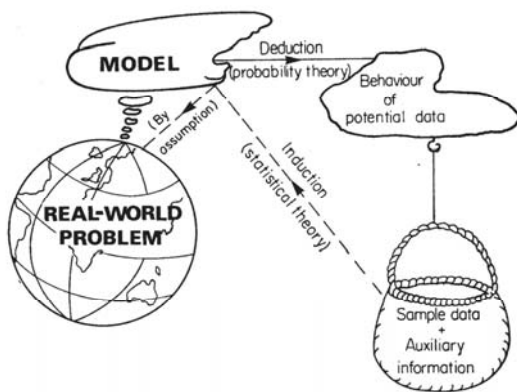 MODEL
Deduction
(probability theory)
Behaviour
of
potential data
(By
assumption)
Induction
(statistical theory)
REAL-WORLD
PROBLEM
Sample data
+
Auxiliary
information